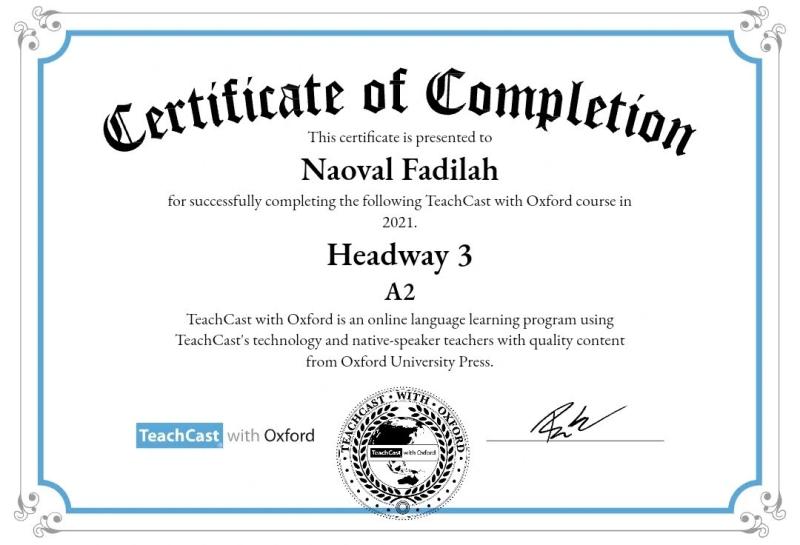 Certificate of Completion
This certificate is presented to
Naoval Fadilah
for successfully completing the following TeachCast with Oxford course in
2021.
Headway 3
A2
TeachCast with Oxford is an online language learning program using
TeachCast's technology and native-speaker teachers with quality content
from Oxford University Press.
TeachCast with Oxford
TEACHCAST · WITH · OXFORD
TeachCast with Oxford